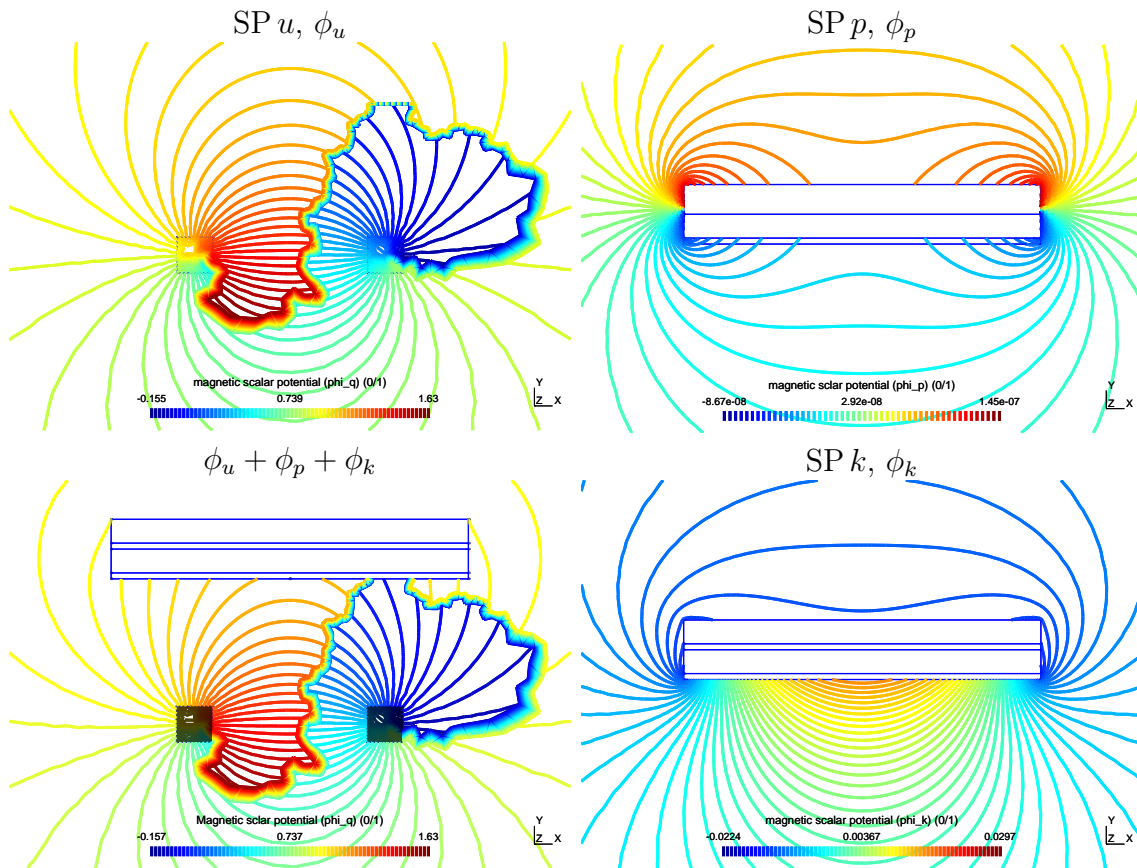 SP u, ϕ_u
magnetic scalar potential (phi_q) (0/1)
-0.155 0.739 1.63
Y
Z X
SP p, ϕ_p
magnetic sclar potential (phi_p) (0/1)
-8.67e-08 2.92e-08 1.45e-07
Y
Z X
ϕ_u + ϕ_p + ϕ_k
Magnetic sclar potential (phi_q) (0/1)
-0.157 0.737 1.63
Y
Z X
SP k, ϕ_k
magnetic scalar potential (phi_k) (0/1)
-0.0224 0.00367 0.0297
Y
Z X